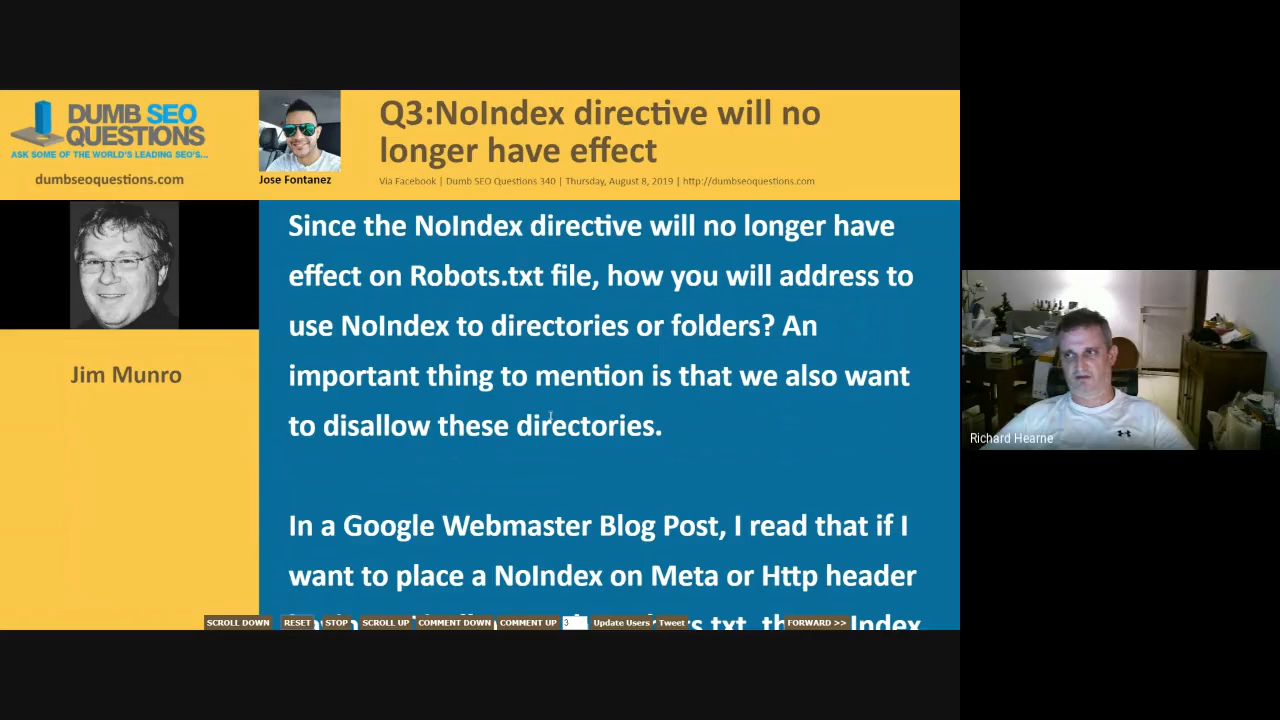 DUMB SEO
QUESTIONS
ASK SOME OF THE WORLD'S LEADING SEO'S...
dumbseoquestions.com
Jose Fontanez
Q3:NoIndex directive will no
longer have effect
Via Facebook | Dumb SEO Questions 340 | Thursday, August 8, 2019 | http://dumbseoquestions.com
Jim Munro
Since the NoIndex directive will no longer have
effect on Robots.txt file, how you will address to
use NoIndex to directories or folders? An
important thing to mention is that we also want
to disallow these directories.
In a Google Webmaster Blog Post, I read that if I
want to place a NoIndex on Meta or Http header
txt, Index
SCROLL DOWN RESET STOP SCROLL UP COMMENT DOWN COMMENT UP 3 Update Users Tweet FORWARD >>
Richard Hearne